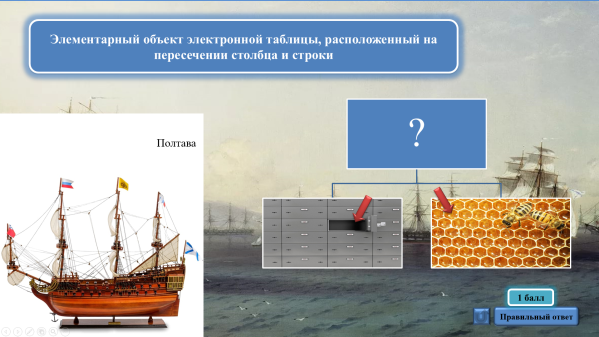 Элементарный объект электронной таблицы, расположенный на
пересечении столбца и строки
?
Полтава
1 балл
Правильный ответ